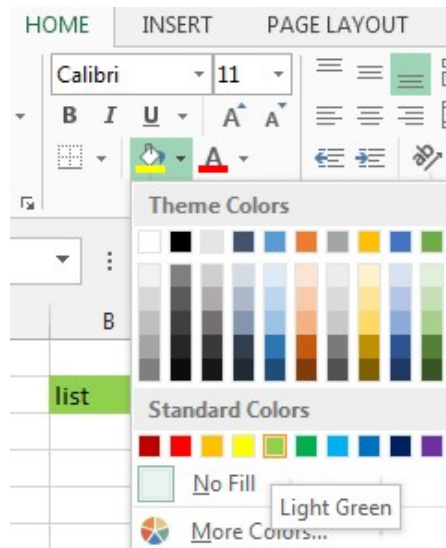 HOME INSERT PAGE LAYOUT
Calibri 11
B I U A A
A
Theme Colors
B
list
Standard Colors
No Fill
Light Green
More Colors...